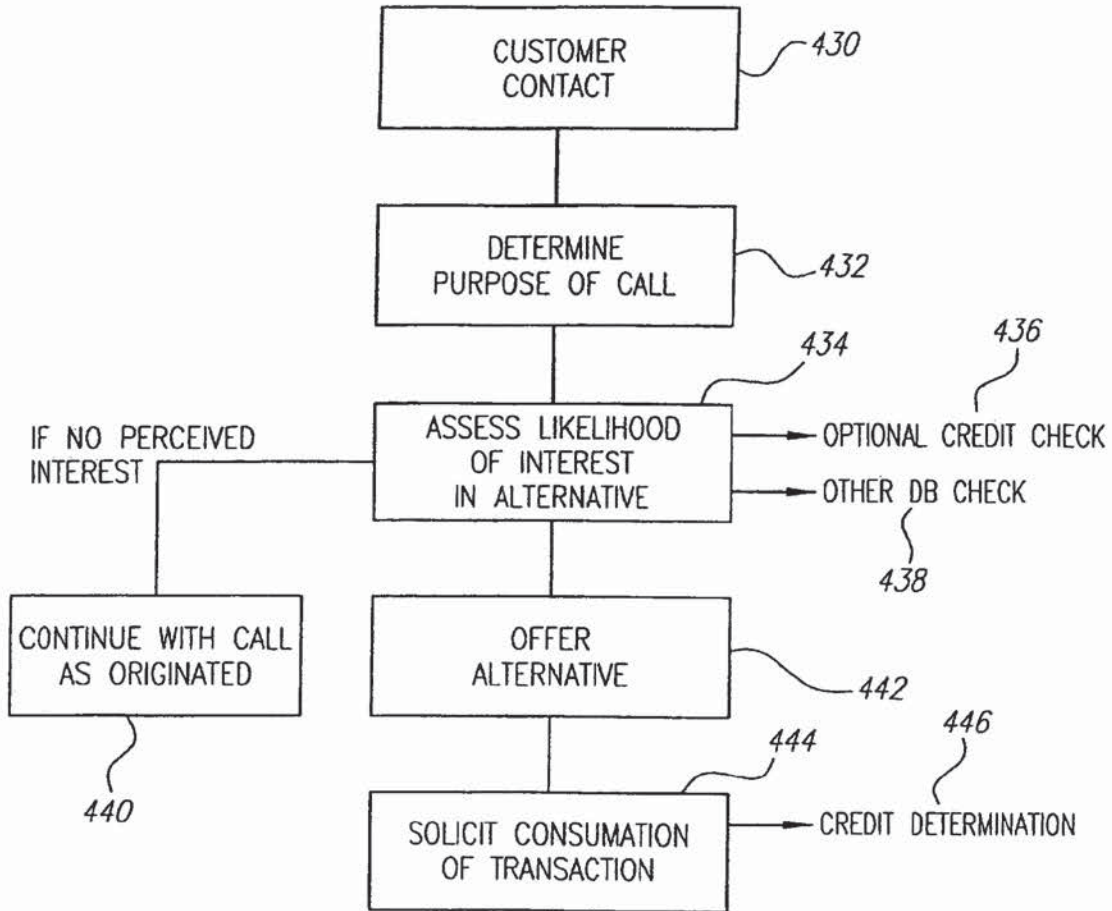 CUSTOMER
CONTACT
430
DETERMINE
PURPOSE OF CALL
432
434
436
IF NO PERCEIVED
INTEREST
ASSESS LIKELIHOOD
OF INTEREST
IN ALTERNATIVE
OPTIONAL CREDIT CHECK
OTHER DB CHECK
438
CONTINUE WITH CALL
AS ORIGINATED
440
OFFER
ALTERNATIVE
442
444
446
SOLICIT CONSUMATION
OF TRANSACTION
CREDIT DETERMINATION